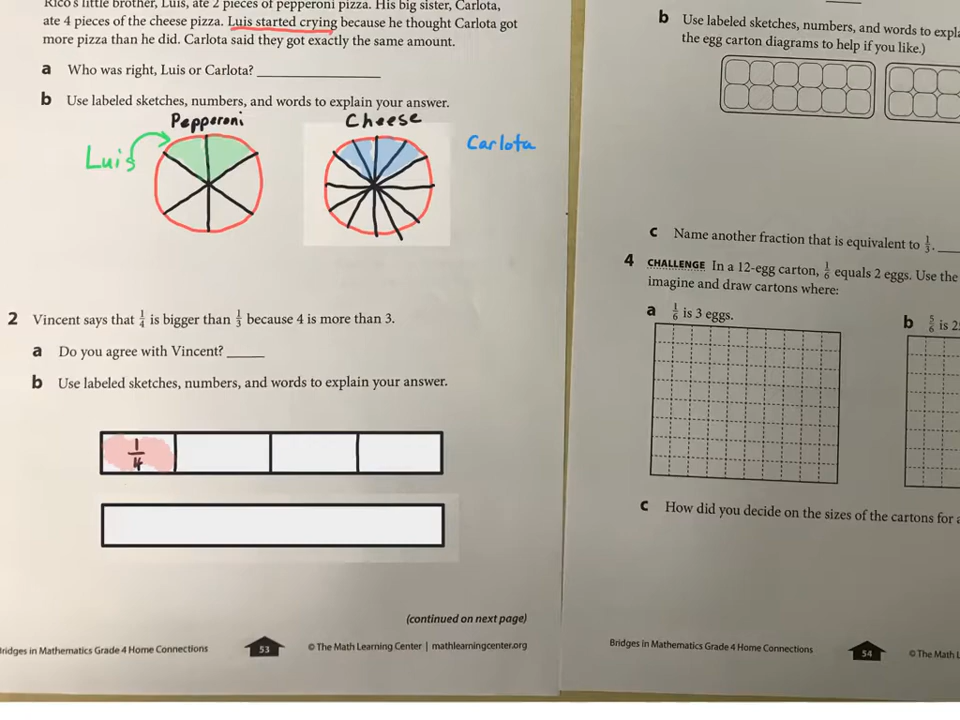 Rico's little brother, Luis, ate 2 pieces of pepperoni pizza. His big sister, Carlota,
ate 4 pieces of the cheese pizza. Luis started crying because he thought Carlota got
more pizza than he did. Carlota said they got exactly the same amount.
a Who was right, Luis or Carlota?
b Use labeled sketches, numbers, and words to explain your answer.
Pepperoni
Cheese
Luis
Carlota
2 Vincent says that 1/4 is bigger than 1/3 because 4 is more than 3.
a Do you agree with Vincent?
b Use labeled sketches, numbers, and words to explain your answer.
1/4
(continued on next page)
Bridges in Mathematics Grade 4 Home Connections
53
© The Math Learning Center | mathlearningcenter.org
b Use labeled sketches, numbers, and words to
the egg carton diagrams to help if you like.)
c Name another fraction that is equivalent to 1/3.
4 CHALLENGE In a 12-egg carton, 1/6 equals 2 eggs. Use the
imagine and draw cartons where:
a 1/6 is 3 eggs.
b 5/6 is
c How did you decide on the sizes of the cartons for
Bridges in Mathematics Grade 4 Home Connections
54
© The Math